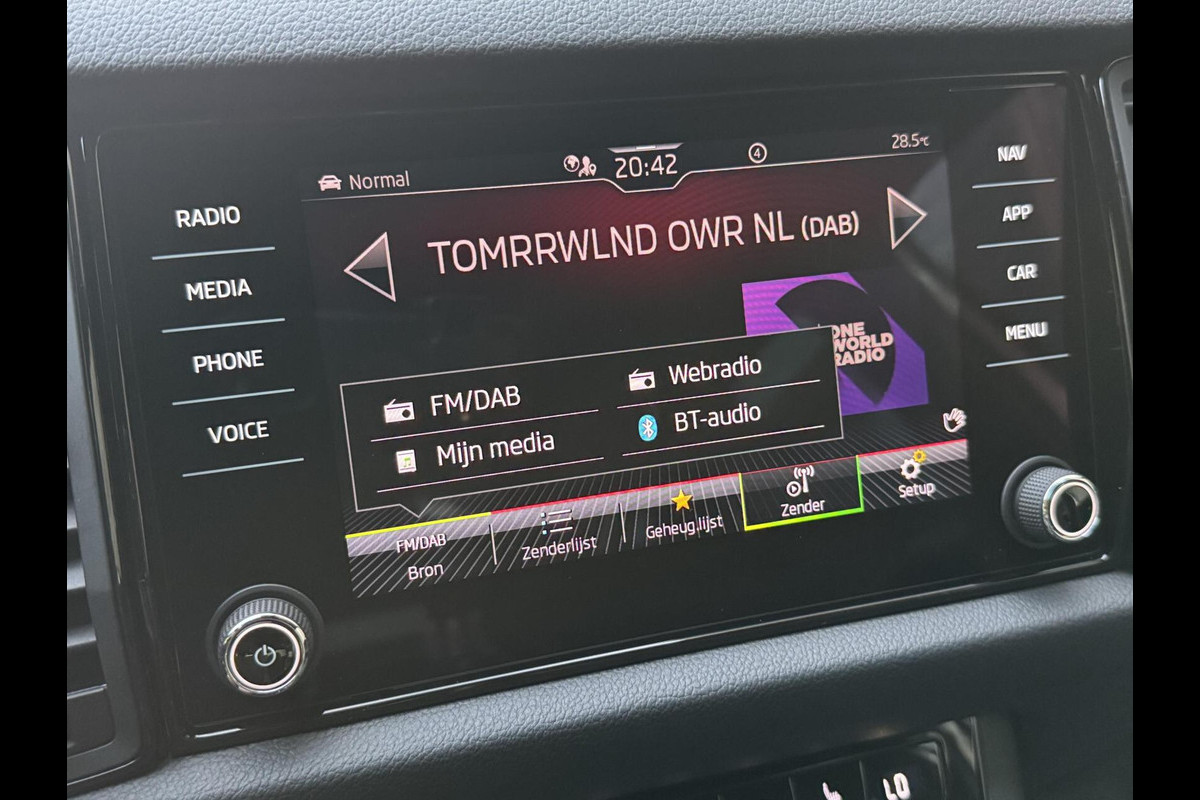 Normal
20:42
4
28.5°C
RADIO
MEDIA
PHONE
VOICE
TOMRRWLND OWR NL (DAB)
ONE
WORLD
RADIO
FM/DAB
Webradio
Mijn media
BT-audio
FM/DAB
Bron
Zenderlijst
Geheug.lijst
Zender
Setup
NAV
APP
CAR
MENU
LO